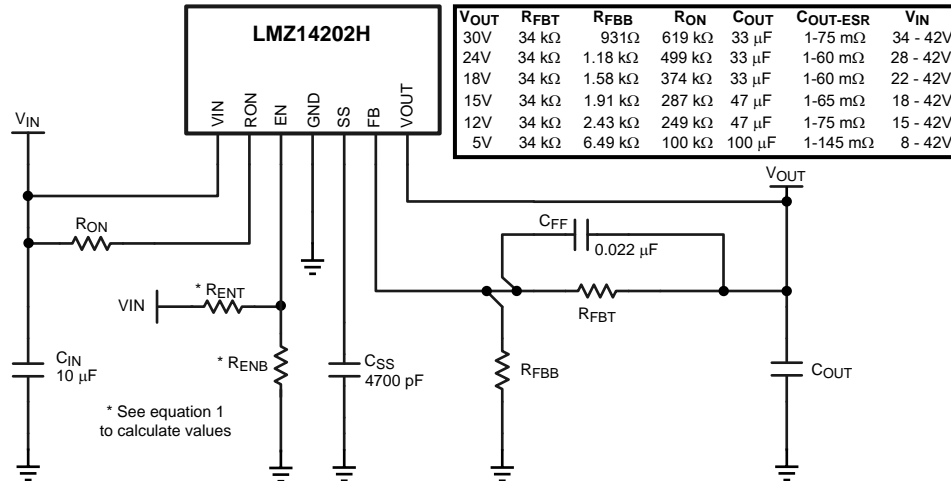 LMZ14202H
VIN
RON
EN
GND
SS
FB
VOUT
VOUT RFBT RFBB RON COUT COUT-ESR VIN
30V 34 kΩ 931Ω 619 kΩ 33 μF 1-75 mΩ 34 - 42V
24V 34 kΩ 1.18 kΩ 499 kΩ 33 μF 1-60 mΩ 28 - 42V
18V 34 kΩ 1.58 kΩ 374 kΩ 33 μF 1-60 mΩ 22 - 42V
15V 34 kΩ 1.91 kΩ 287 kΩ 47 μF 1-65 mΩ 18 - 42V
12V 34 kΩ 2.43 kΩ 249 kΩ 47 μF 1-75 mΩ 15 - 42V
5V 34 kΩ 6.49 kΩ 100 kΩ 100 μF 1-145 mΩ 8 - 42V
VIN
VOUT
RON
CFF
0.022 μF
VIN
* RENT
RFBT
CIN
10 μF
* RENB
CSS
4700 pF
RFBB
COUT
* See equation 1
to calculate values